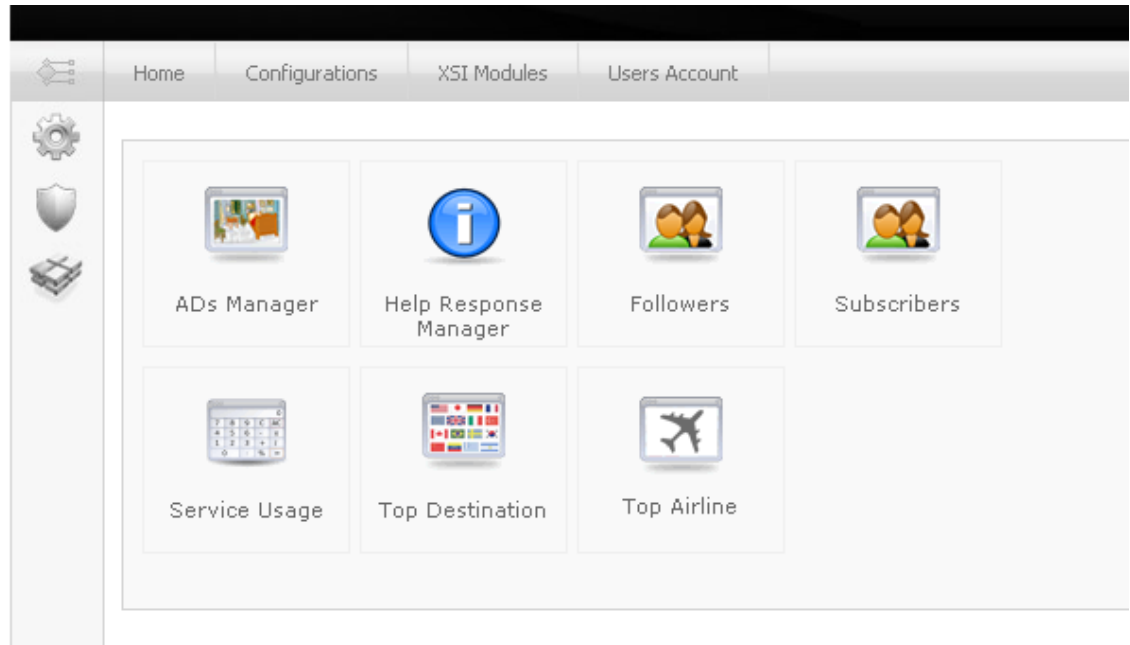 Home
Configurations
XSI Modules
Users Account
ADs Manager
Help Response
Manager
Followers
Subscribers
Service Usage
Top Destination
Top Airline